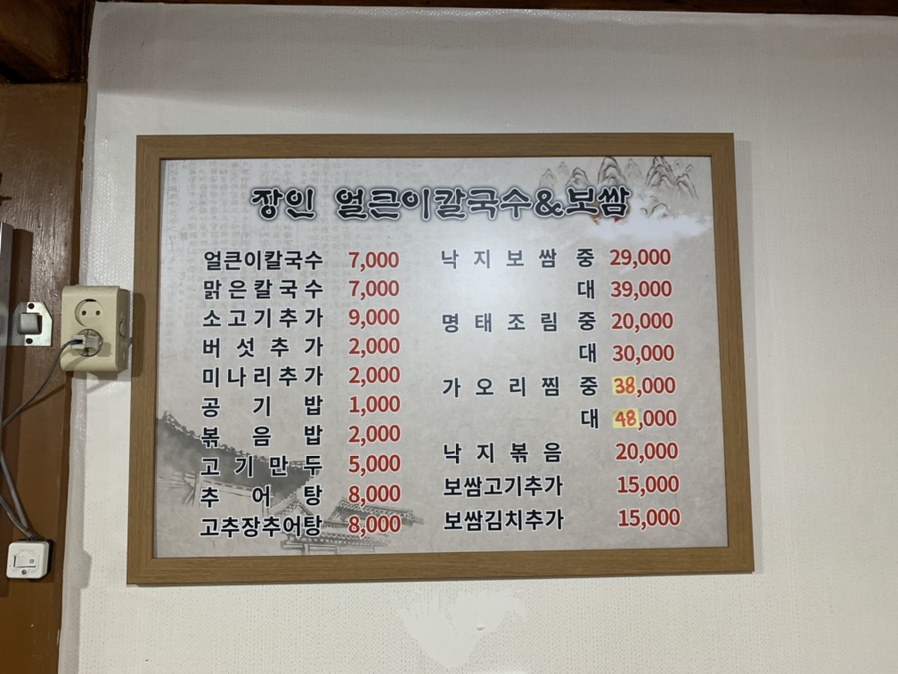 장인 얼큰이칼국수&보쌈
얼큰이칼국수 7,000
맑은칼국수 7,000
소고기추가 9,000
버섯추가 2,000
미나리추가 2,000
공기밥 1,000
볶음밥 2,000
고기만두 5,000
추어탕 8,000
고추장추어탕 8,000
낙지보쌈 중 29,000
대 39,000
명태조림 중 20,000
대 30,000
가오리찜 중 38,000
대 48,000
낙지볶음 20,000
보쌈고기추가 15,000
보쌈김치추가 15,000